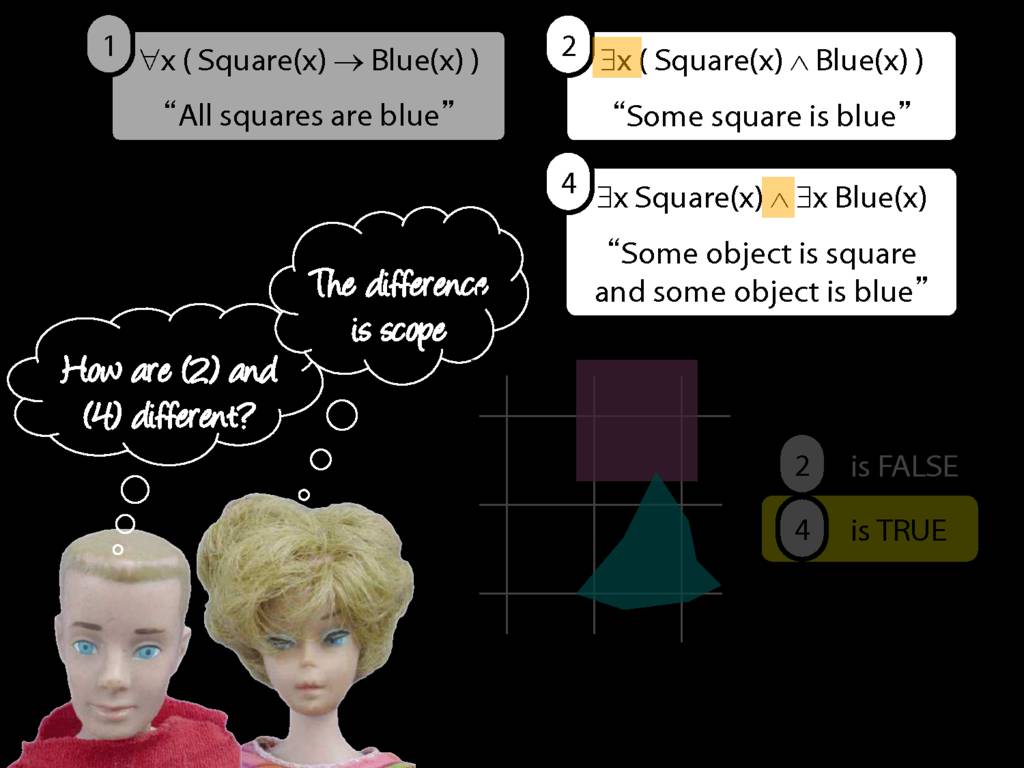 1
∀x ( Square(x) → Blue(x) )
“All squares are blue”
2
∃x ( Square(x) ∧ Blue(x) )
“Some square is blue”
4
∃x Square(x) ∧ ∃x Blue(x)
“Some object is square
and some object is blue”
The difference
is scope
How are (2) and
(4) different?
2 is FALSE
4 is TRUE